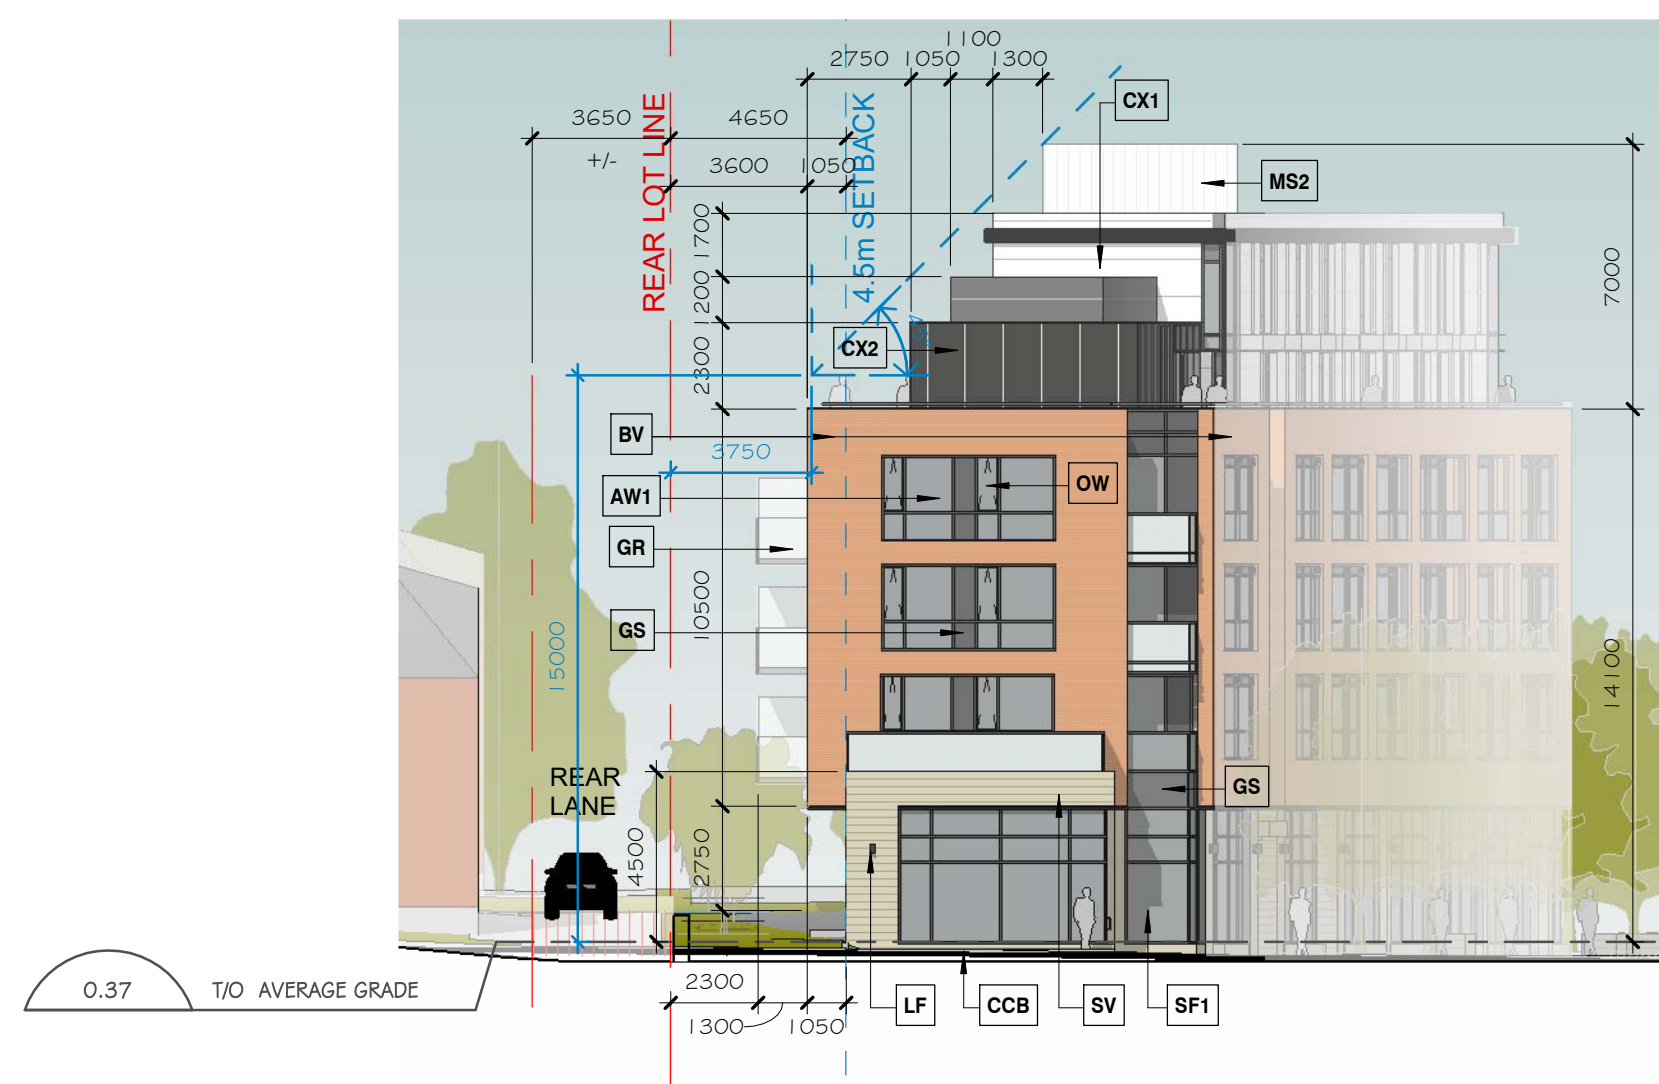 1100
2750 1050 1300
CX1
3650 4650
+/-
3600 1050
REAR LOT LINE
4.5m SETBACK
MS2
1700
1200
2300
7000
45°
CX2
BV
3750
AW1
OW
GR
10500
GS
15000
14100
REAR
LANE
GS
4500
2750
2300
1300 1050
0.37 T/O AVERAGE GRADE
LF
CCB
SV
SF1